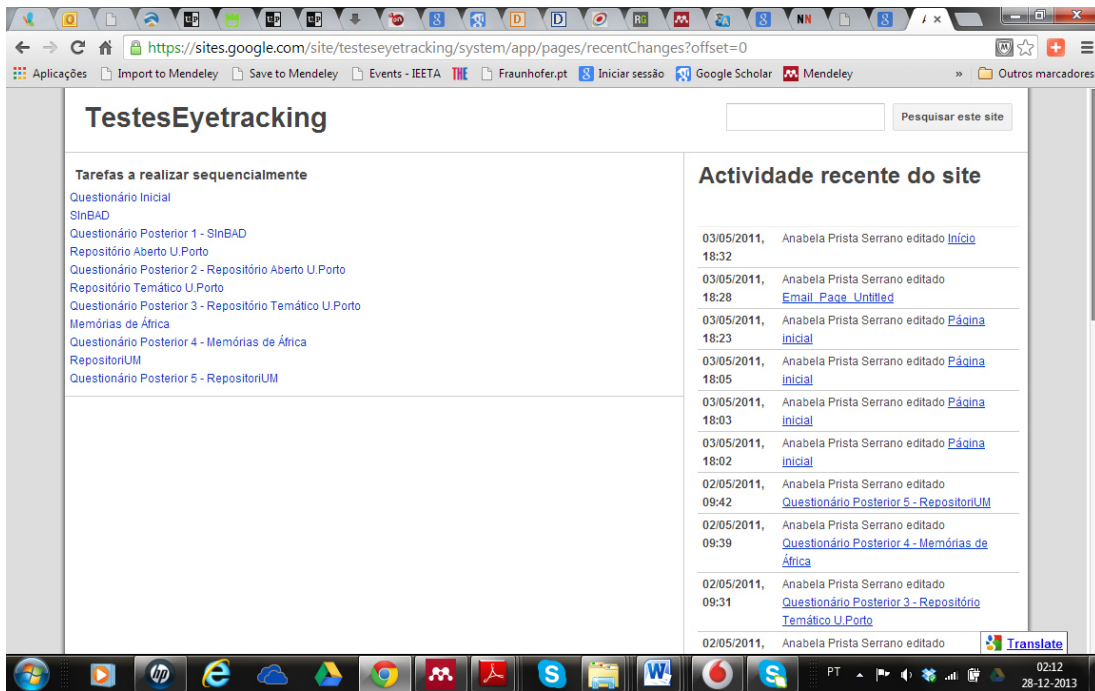 https://sites.google.com/site/testeseyetracking/system/app/pages/recentChanges?offset=0
Aplicações Import to Mendeley Save to Mendeley Events - IEETA THE Fraunhofer.pt Iniciar sessão Google Scholar Mendeley » Outros marcadores
TestesEyetracking
Pesquisar este site
Tarefas a realizar sequencialmente
Questionário Inicial
SInBAD
Questionário Posterior 1 - SInBAD
Repositório Aberto U.Porto
Questionário Posterior 2 - Repositório Aberto U.Porto
Repositório Temático U.Porto
Questionário Posterior 3 - Repositório Temático U.Porto
Memórias de África
Questionário Posterior 4 - Memórias de África
RepositoriUM
Questionário Posterior 5 - RepositoriUM
Actividade recente do site
03/05/2011, Anabela Prista Serrano editado Início
18:32
03/05/2011, Anabela Prista Serrano editado
18:28 Email_Page_Untitled
03/05/2011, Anabela Prista Serrano editado Página
18:23 inicial
03/05/2011, Anabela Prista Serrano editado Página
18:05 inicial
03/05/2011, Anabela Prista Serrano editado Página
18:03 inicial
03/05/2011, Anabela Prista Serrano editado Página
18:02 inicial
02/05/2011, Anabela Prista Serrano editado
09:42 Questionário Posterior 5 - RepositoriUM
02/05/2011, Anabela Prista Serrano editado
09:39 Questionário Posterior 4 - Memórias de
África
02/05/2011, Anabela Prista Serrano editado
09:31 Questionário Posterior 3 - Repositório
Temático U.Porto
02/05/2011, Anabela Prista Serrano editado
Translate
PT 02:12
28-12-2013